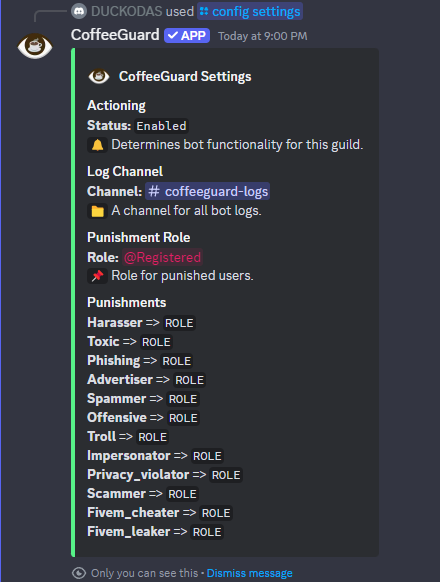 DUCKODAS used config settings
CoffeeGuard ✓ APP Today at 9:00 PM
CoffeeGuard Settings
Actioning
Status: Enabled
🔔 Determines bot functionality for this guild.
Log Channel
Channel: # coffeeguard-logs
📁 A channel for all bot logs.
Punishment Role
Role: @Registered
📌 Role for punished users.
Punishments
Harasser => ROLE
Toxic => ROLE
Phishing => ROLE
Advertiser => ROLE
Spammer => ROLE
Offensive => ROLE
Troll => ROLE
Impersonator => ROLE
Privacy_violator => ROLE
Scammer => ROLE
Fivem_cheater => ROLE
Fivem_leaker => ROLE
Only you can see this • Dismiss message